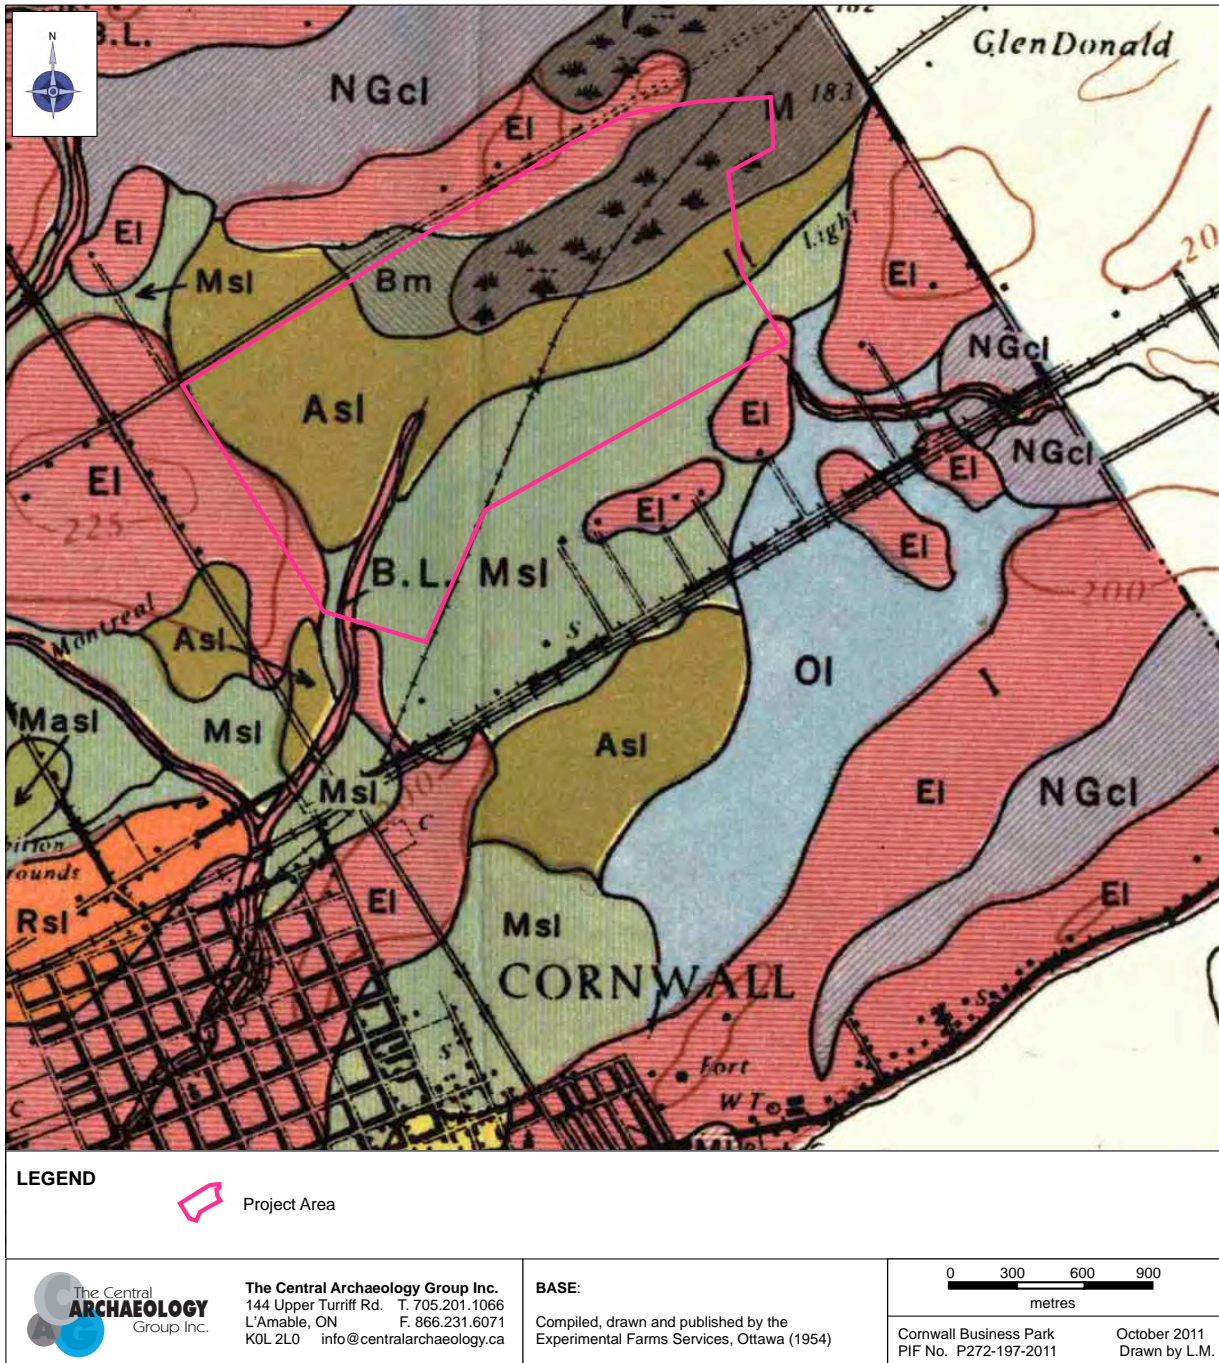 N
B.L.
182
GlenDonald
NGcl
El
M
183
El
Msl
Bm
Light
II
El
200
NGcl
Asl
El
El
NGcl
El
El
225
El
B.L.
Msl
200
Montreal
Asl
S
Ol
I
Masl
Msl
Asl
El
NGcl
Msl
C
Rsl
El
Msl
El
CORNWALL
S
S
Fort
C
W T
LEGEND
Project Area
The Central
ARCHAEOLOGY
Group Inc.
CAG
The Central Archaeology Group Inc.
144 Upper Turriff Rd. T. 705.201.1066
L'Amable, ON F. 866.231.6071
K0L 2L0 info@centralarchaeology.ca
BASE:
Compiled, drawn and published by the
Experimental Farms Services, Ottawa (1954)
0 300 600 900
metres
Cornwall Business Park October 2011
PIF No. P272-197-2011 Drawn by L.M.